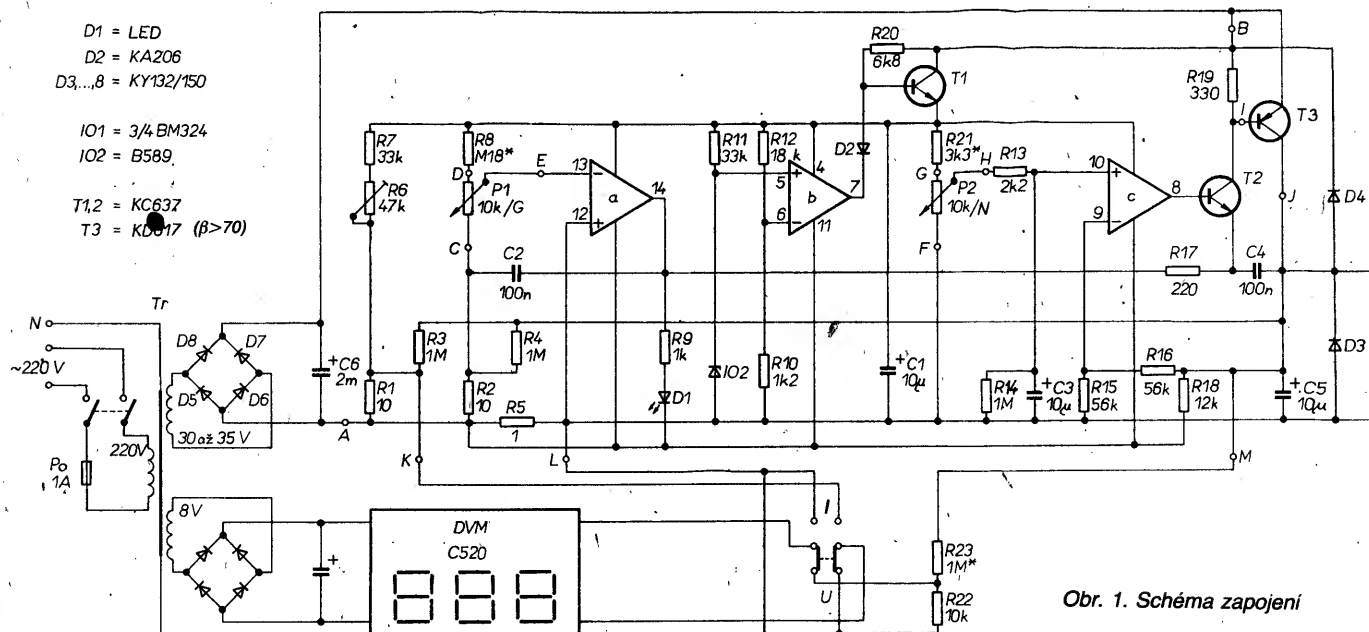 D1 = LED
D2 = KA206
D3,...,8 = KY132/150
IO1 = 3/4 BM324
IO2 = B589
T1,2 = KC637
T3 = (β>70)
R20
6k8
T1
B
R19
330
I
T3
R7
33k
R8
M18*
D
E
13
14
12
a
R6
47k
P1
10k/G
C
C2
100n
R11
33k
R12
18k
4
5
6
7
11
b
D2
R21
3k3*
G
H
P2
10k/N
F
R13
2k2
10
9
8
c
T2
J
D4
R17
220
C4
100n
Tr
N
~220 V
D8
D7
D5
D6
30 až 35 V
220V
Po
1A
+
C6
2m
A
R3
1M
R4
1M
R1
10
R2
10
R5
1
R9
1k
D1
IO2
R10
1k2
+
C1
10µ
R14
1M
+
C3
10µ
R15
56k
R16
56k
R18
12k
+
C5
10µ
D3
K
L
M
8V
+
DVM
C520
888
I
U
R23
1M*
R22
10k
Obr. 1. Schéma zapojení